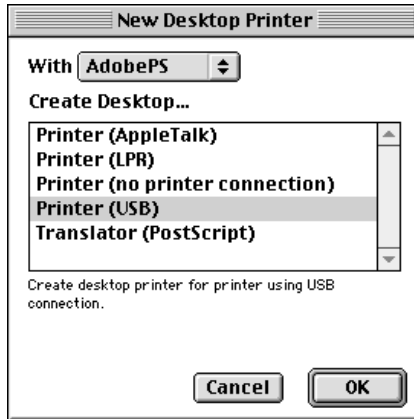 New Desktop Printer
With AdobePS
Create Desktop...
Printer (AppleTalk)
Printer (LPR)
Printer (no printer connection)
Printer (USB)
Translator (PostScript)
Create desktop printer for printer using USB
connection.
Cancel OK